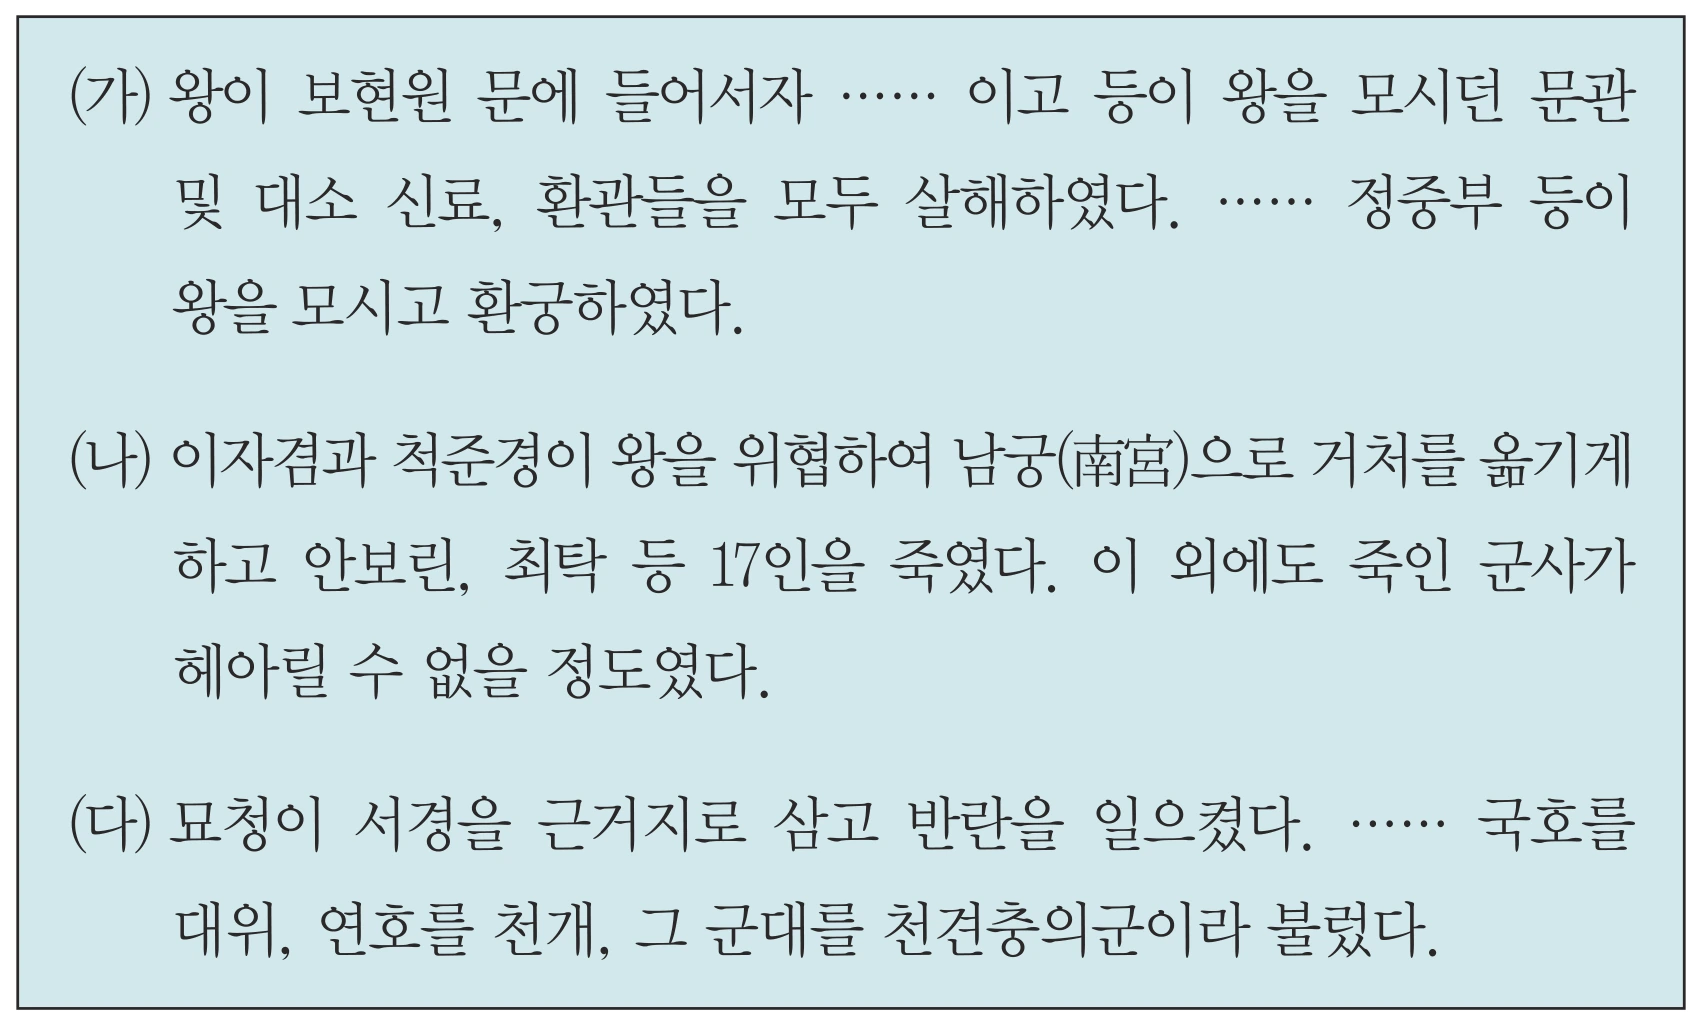 (가) 왕이 보현원 문에 들어서자 …… 이고 등이 왕을 모시던 문관
및 대소 신료, 환관들을 모두 살해하였다. …… 정중부 등이
왕을 모시고 환궁하였다.
(나) 이자겸과 척준경이 왕을 위협하여 남궁(南宮)으로 거처를 옮기게
하고 안보린, 최탁 등 17인을 죽였다. 이 외에도 죽인 군사가
헤아릴 수 없을 정도였다.
(다) 묘청이 서경을 근거지로 삼고 반란을 일으켰다. …… 국호를
대위, 연호를 천개, 그 군대를 천견충의군이라 불렀다.